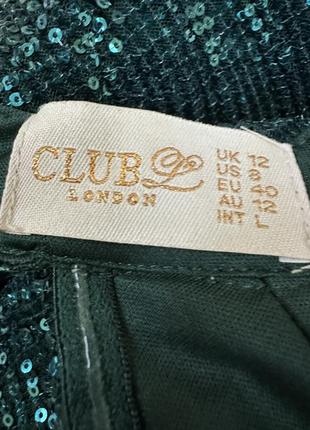 CLUB L
LONDON
UK 12
US 8
EU 40
AU 12
INT L